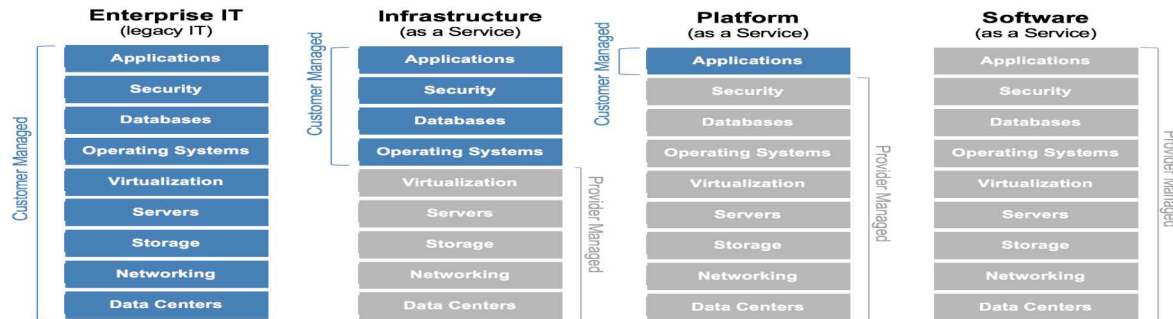 Enterprise IT
(legacy IT)
Customer Managed
Applications
Security
Databases
Operating Systems
Virtualization
Servers
Storage
Networking
Data Centers
Infrastructure
(as a Service)
Customer Managed
Applications
Security
Databases
Operating Systems
Virtualization
Servers
Storage
Networking
Data Centers
Provider Managed
Platform
(as a Service)
Customer Managed
Applications
Security
Databases
Operating Systems
Virtualization
Servers
Storage
Networking
Data Centers
Provider Managed
Software
(as a Service)
Applications
Security
Databases
Operating Systems
Virtualization
Servers
Storage
Networking
Data Centers
Provider Managed